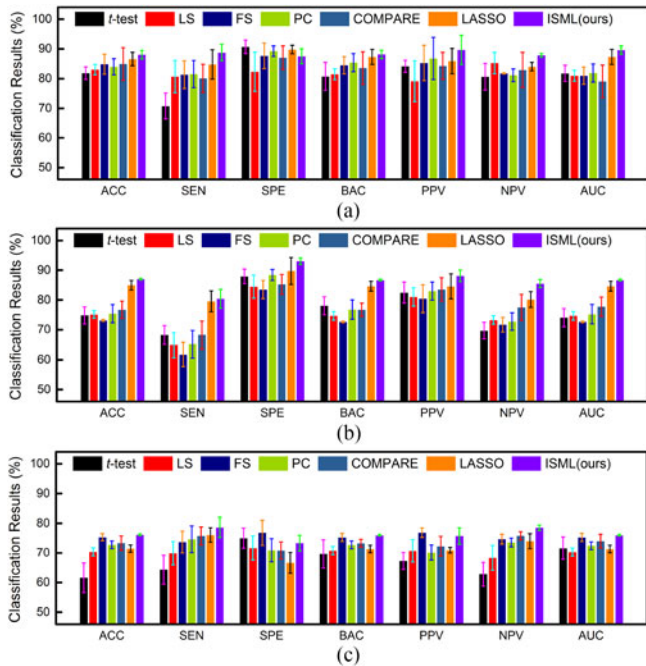 t-test LS FS PC COMPARE LASSO ISML(ours)
Classification Results (%)
100
90
80
70
60
50
ACC SEN SPE BAC PPV NPV AUC
(a)
t-test LS FS PC COMPARE LASSO ISML(ours)
Classification Results (%)
100
90
80
70
60
50
ACC SEN SPE BAC PPV NPV AUC
(b)
t-test LS FS PC COMPARE LASSO ISML(ours)
Classification Results (%)
100
90
80
70
60
50
ACC SEN SPE BAC PPV NPV AUC
(c)